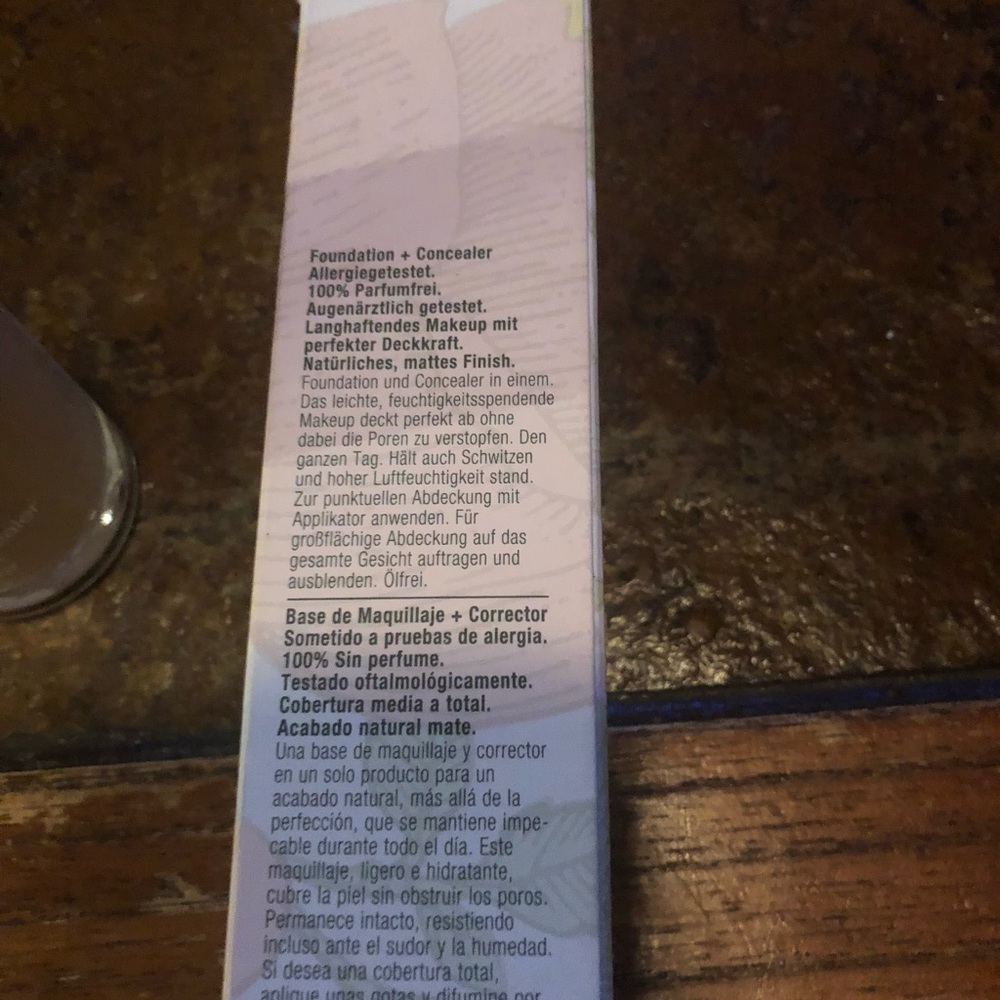 Foundation + Concealer
Allergiegetestet.
100% Parfumfrei.
Augenärztlich getestet.
Langhaftendes Makeup mit
perfekter Deckkraft.
Natürliches, mattes Finish.
Foundation und Concealer in einem.
Das leichte, feuchtigkeitsspendende
Makeup deckt perfekt ab ohne
dabei die Poren zu verstopfen. Den
ganzen Tag. Hält auch Schwitzen
und hoher Luftfeuchtigkeit stand.
Zur punktuellen Abdeckung mit
Applikator anwenden. Für
großflächige Abdeckung auf das
gesamte Gesicht auftragen und
ausblenden. Ölfrei.
Base de Maquillaje + Corrector
Sometido a pruebas de alergia.
100% Sin perfume.
Testado oftalmológicamente.
Cobertura media a total.
Acabado natural mate.
Una base de maquillaje y corrector
en un solo producto para un
acabado natural, más allá de la
perfección, que se mantiene impe-
cable durante todo el día. Este
maquillaje, ligero e hidratante,
cubre la piel sin obstruir los poros.
Permanece intacto, resistiendo
incluso ante el sudor y la humedad.
Si desea una cobertura total,
aplique unas gotas y difumine por